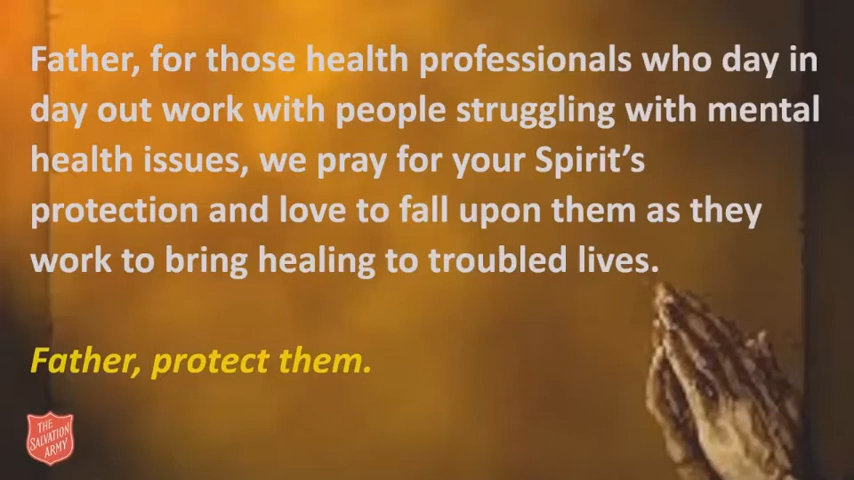 Father, for those health professionals who day in
day out work with people struggling with mental
health issues, we pray for your Spirit’s
protection and love to fall upon them as they
work to bring healing to troubled lives.
Father, protect them.
THE
SALVATION
ARMY